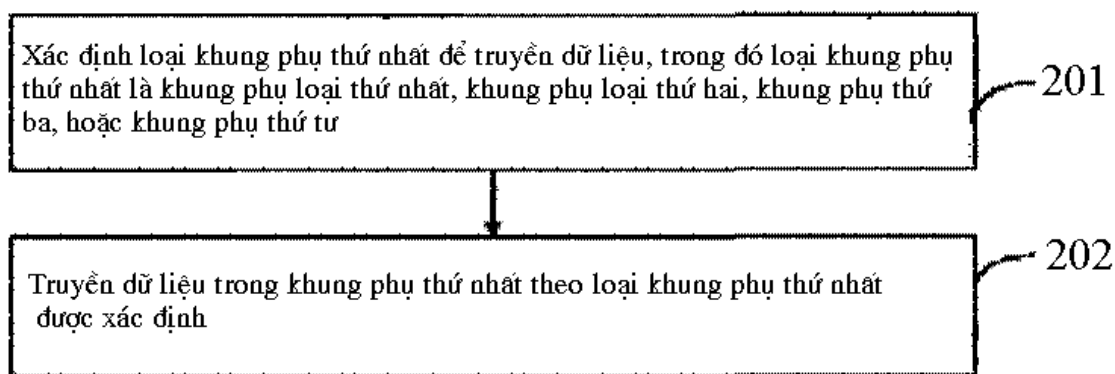 Xác định loại khung phụ thứ nhất để truyền dữ liệu, trong đó loại khung phụ
thứ nhất là khung phụ loại thứ nhất, khung phụ loại thứ hai, khung phụ thứ
ba, hoặc khung phụ thứ tư
201
Truyền dữ liệu trong khung phụ thứ nhất theo loại khung phụ thứ nhất
được xác định
202